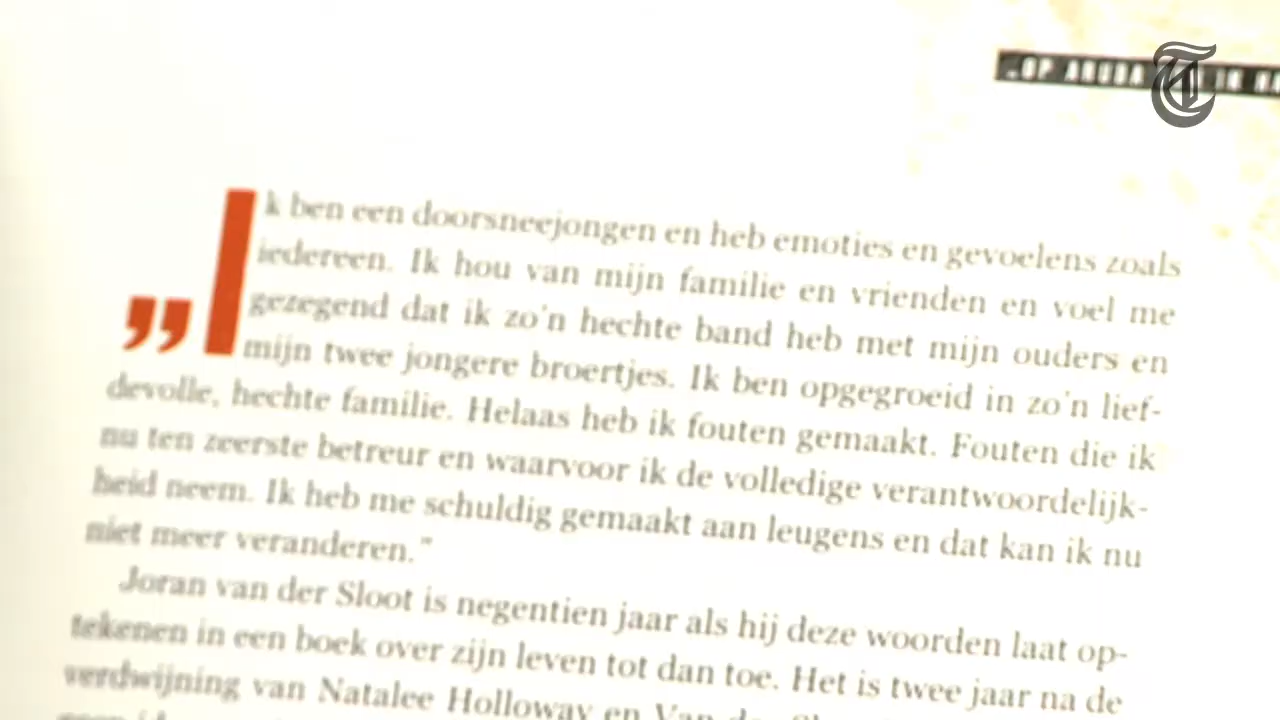 „OP ARUBA IN
„Ik ben een doorsneejongen en heb emoties en gevoelens zoals
iedereen. Ik hou van mijn familie en vrienden en voel me
gezegend dat ik zo'n hechte band heb met mijn ouders en
mijn twee jongere broertjes. Ik ben opgegroeid in zo'n lief-
devolle, hechte familie. Helaas heb ik fouten gemaakt. Fouten die ik
nu ten zeerste betreur en waarvoor ik de volledige verantwoordelijk-
heid neem. Ik heb me schuldig gemaakt aan leugens en dat kan ik nu
niet meer veranderen."
Joran van der Sloot is negentien jaar als hij deze woorden laat op-
tekenen in een boek over zijn leven tot dan toe. Het is twee jaar na de
verdwijning van Natalee Holloway en Van